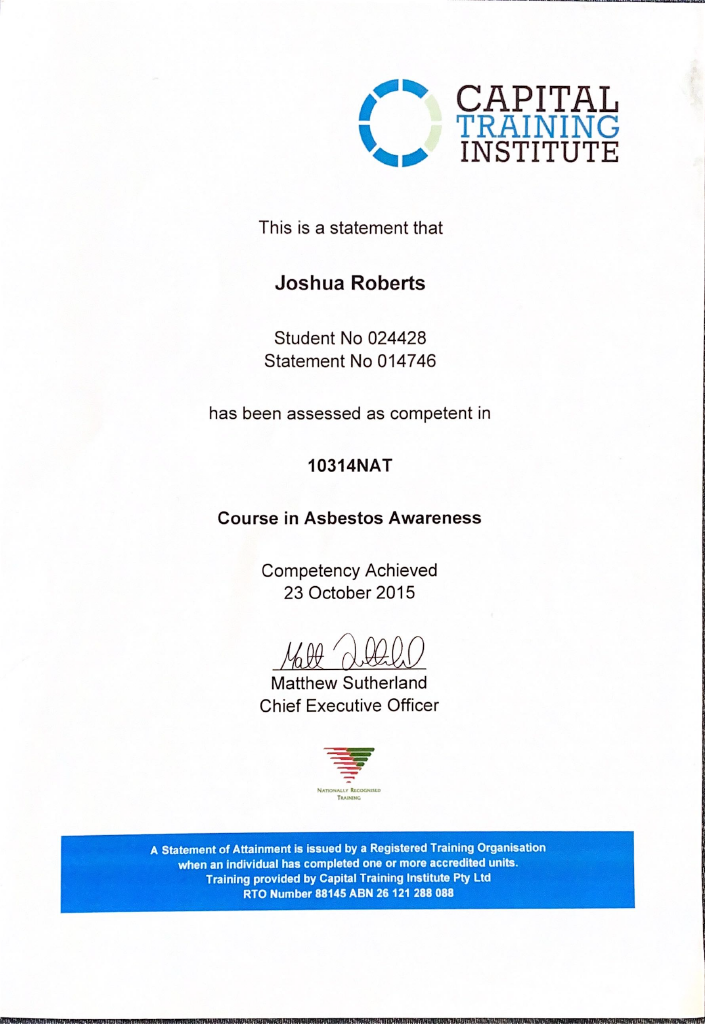 CAPITAL
TRAINING
INSTITUTE
This is a statement that
Joshua Roberts
Student No 024428
Statement No 014746
has been assessed as competent in
10314NAT
Course in Asbestos Awareness
Competency Achieved
23 October 2015
Matthew Sutherland
Chief Executive Officer
NATIONALLY RECOGNISED
TRAINING
A Statement of Attainment is issued by a Registered Training Organisation
when an individual has completed one or more accredited units.
Training provided by Capital Training Institute Pty Ltd
RTO Number 88145 ABN 26 121 288 088